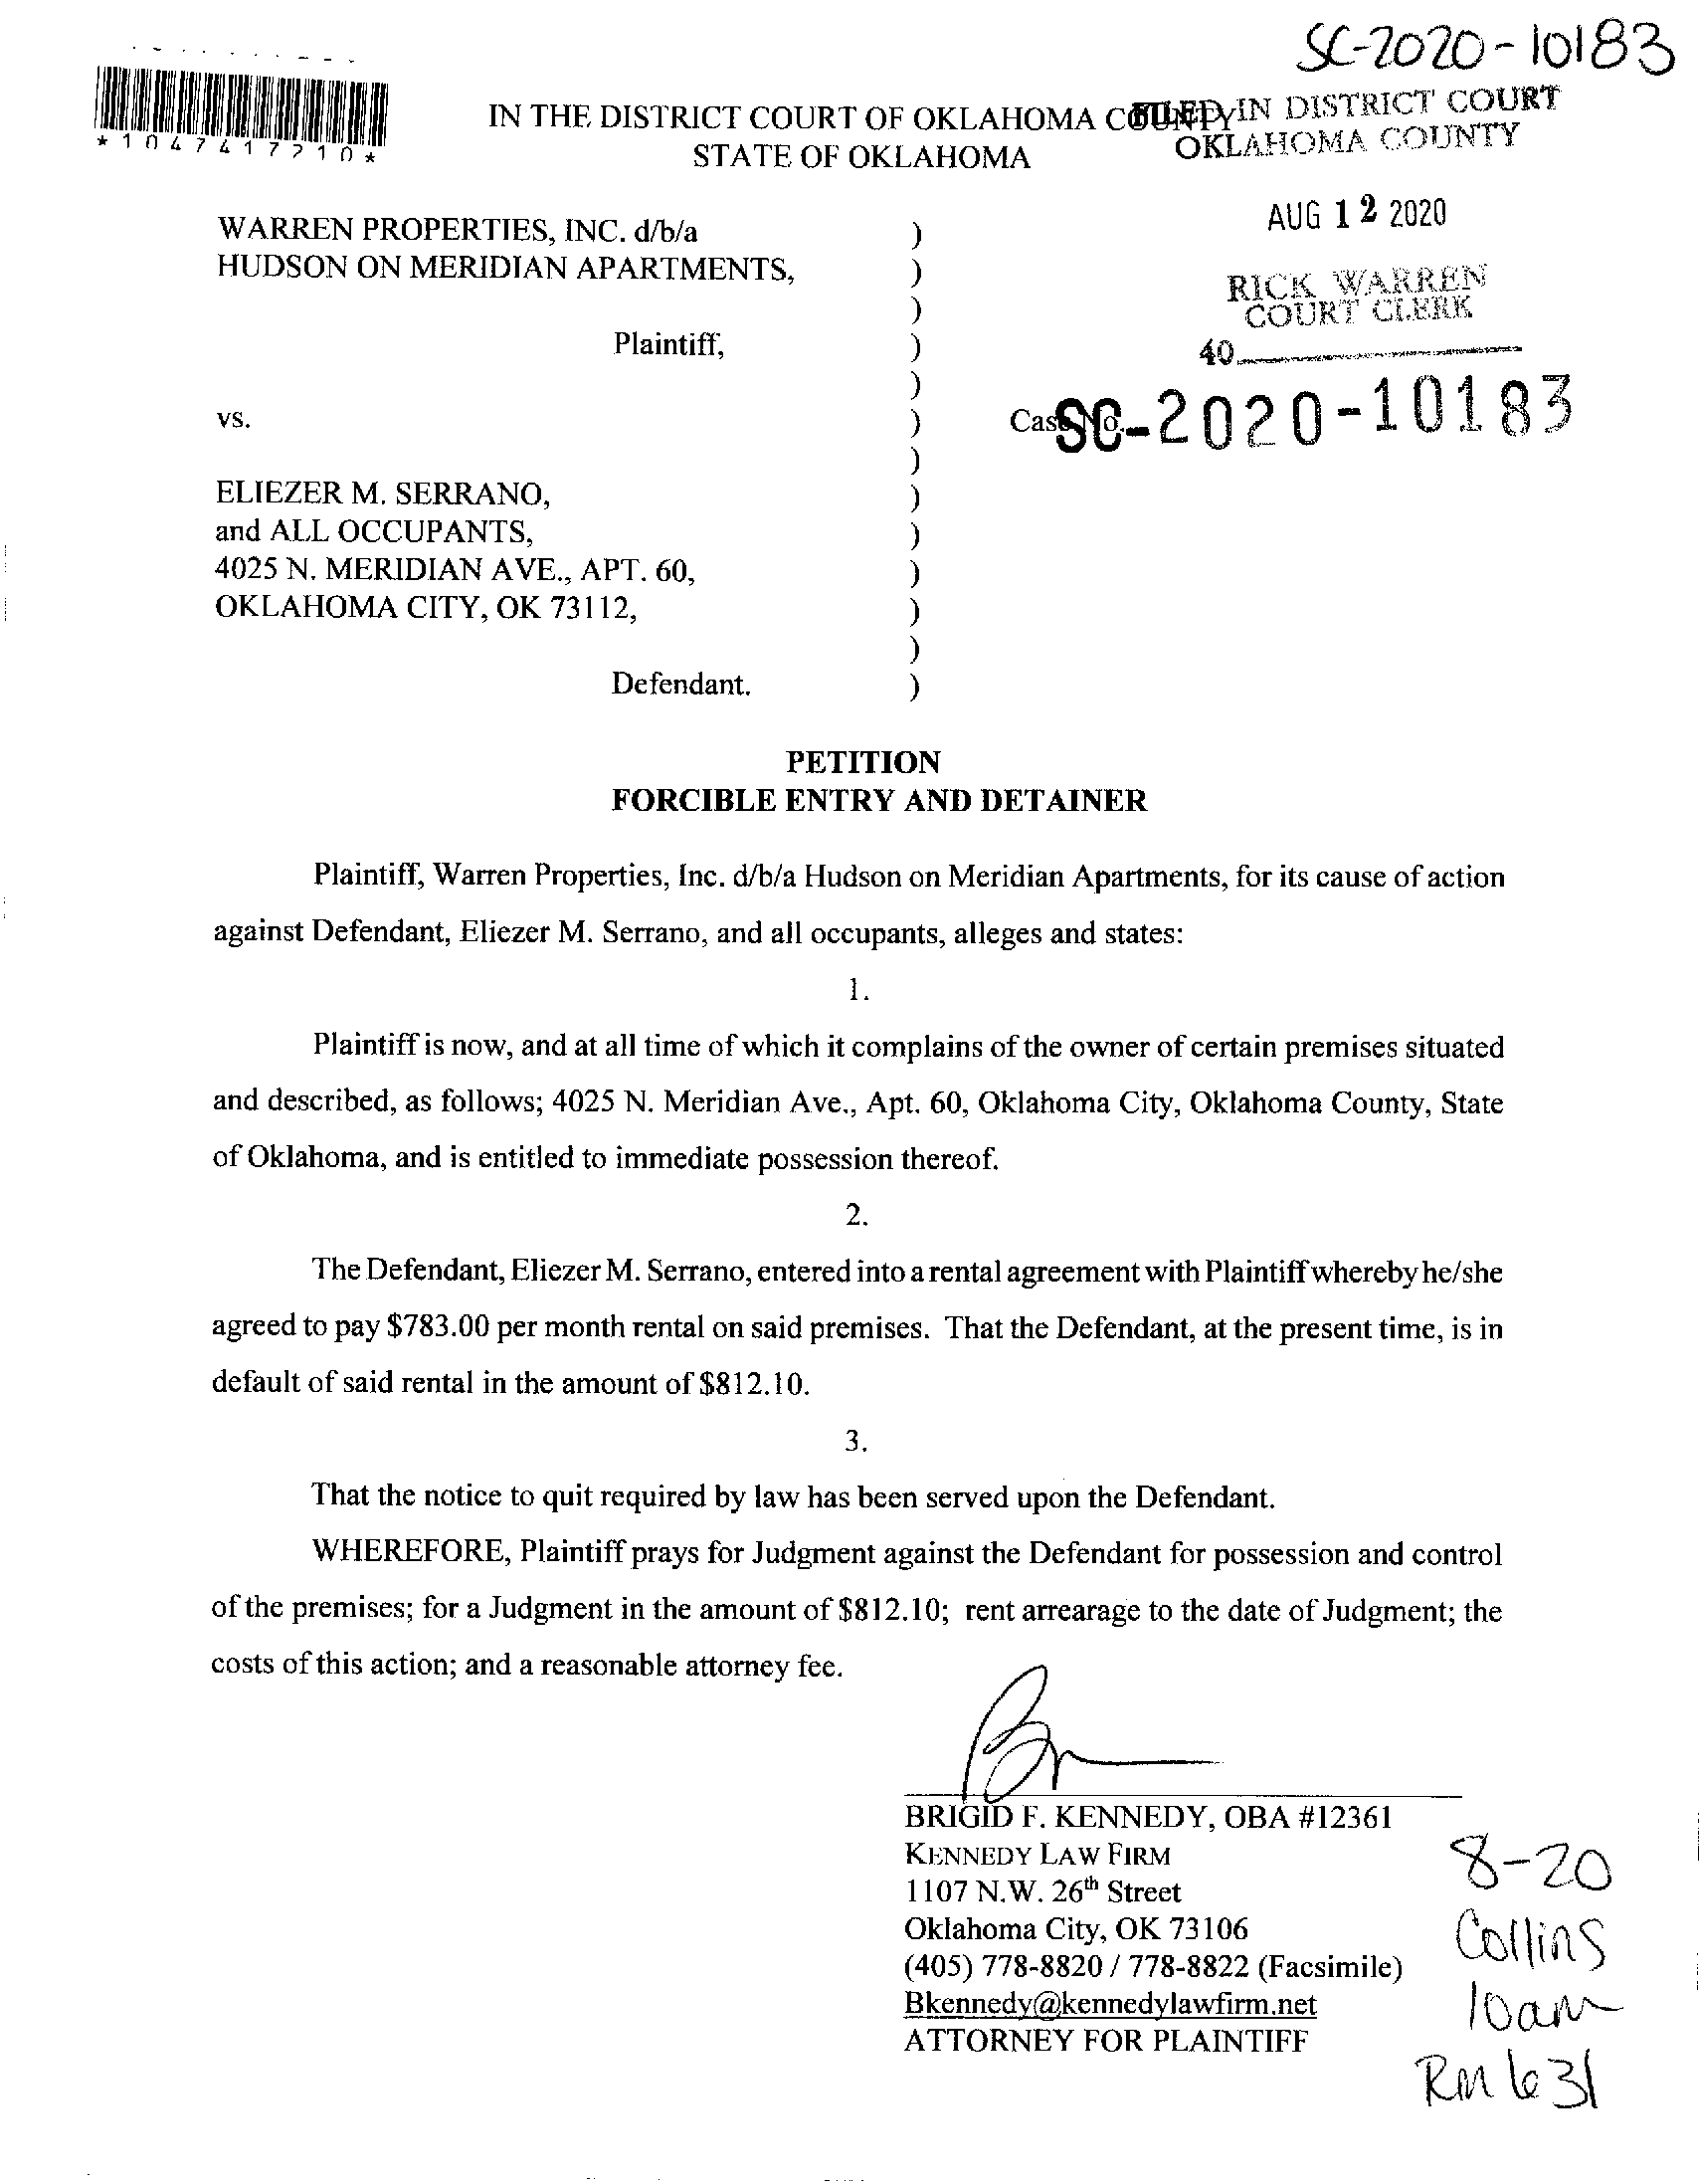 SC-2020-10183
*1047417710*
IN THE DISTRICT COURT OF OKLAHOMA COUNTY
STATE OF OKLAHOMA
FILED IN DISTRICT COURT
OKLAHOMA COUNTY
AUG 12 2020
RICK WARREN
COURT CLERK
40
WARREN PROPERTIES, INC. d/b/a )
HUDSON ON MERIDIAN APARTMENTS, )
)
Plaintiff, )
)
vs. ) Case No. SC-2020-10183
)
ELIEZER M. SERRANO, )
and ALL OCCUPANTS, )
4025 N. MERIDIAN AVE., APT. 60, )
OKLAHOMA CITY, OK 73112, )
)
Defendant. )
PETITION
FORCIBLE ENTRY AND DETAINER
Plaintiff, Warren Properties, Inc. d/b/a Hudson on Meridian Apartments, for its cause of action
against Defendant, Eliezer M. Serrano, and all occupants, alleges and states:
1.
Plaintiff is now, and at all time of which it complains of the owner of certain premises situated
and described, as follows; 4025 N. Meridian Ave., Apt. 60, Oklahoma City, Oklahoma County, State
of Oklahoma, and is entitled to immediate possession thereof.
2.
The Defendant, Eliezer M. Serrano, entered into a rental agreement with Plaintiff whereby he/she
agreed to pay $783.00 per month rental on said premises. That the Defendant, at the present time, is in
default of said rental in the amount of $812.10.
3.
That the notice to quit required by law has been served upon the Defendant.
WHEREFORE, Plaintiff prays for Judgment against the Defendant for possession and control
of the premises; for a Judgment in the amount of $812.10; rent arrearage to the date of Judgment; the
costs of this action; and a reasonable attorney fee.
BRIGID F. KENNEDY, OBA #12361
KENNEDY LAW FIRM
1107 N.W. 26th Street
Oklahoma City, OK 73106
(405) 778-8820 / 778-8822 (Facsimile)
Bkennedy@kennedylawfirm.net
ATTORNEY FOR PLAINTIFF
8-20
Collins
10am
Rm 631